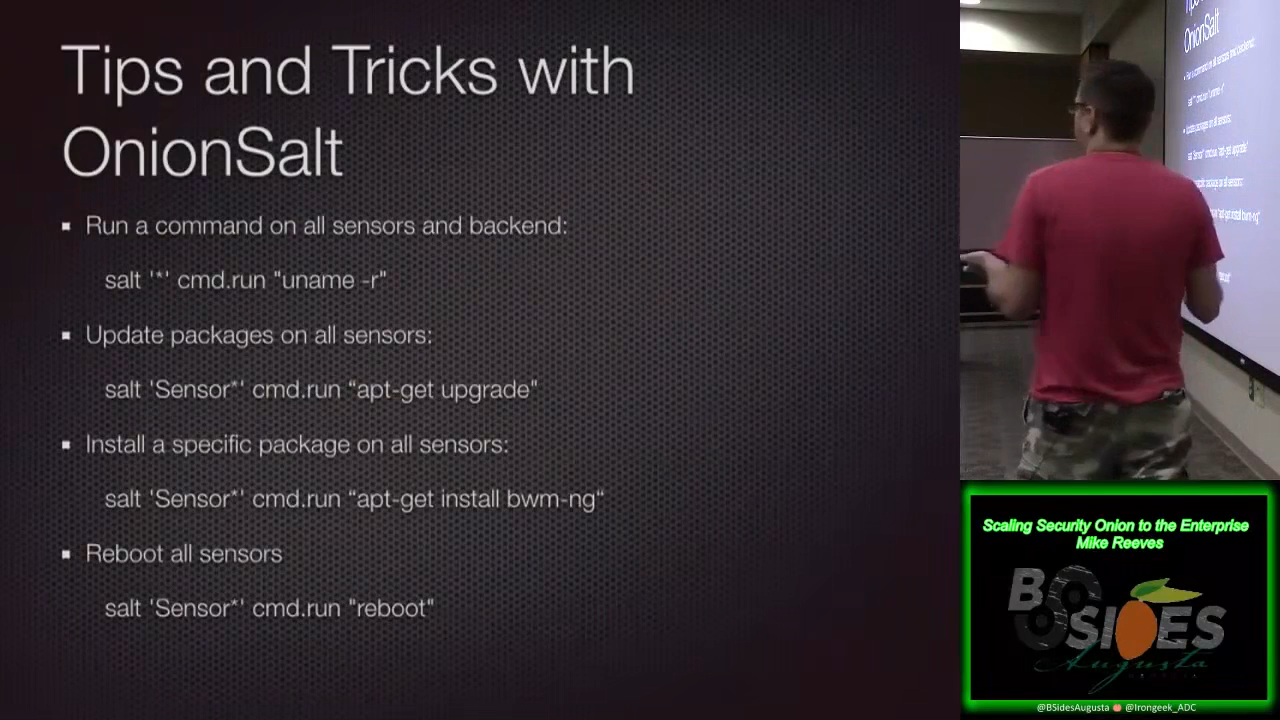 Tips and Tricks with
OnionSalt
▪ Run a command on all sensors and backend:
salt '*' cmd.run "uname -r"
▪ Update packages on all sensors:
salt 'Sensor*' cmd.run “apt-get upgrade"
▪ Install a specific package on all sensors:
salt 'Sensor*' cmd.run “apt-get install bwm-ng“
▪ Reboot all sensors
salt 'Sensor*' cmd.run "reboot"
OnionSalt
Scaling Security Onion to the Enterprise
Mike Reeves
BSIDES
Augusta
@BSidesAugusta @Irongeek_ADC